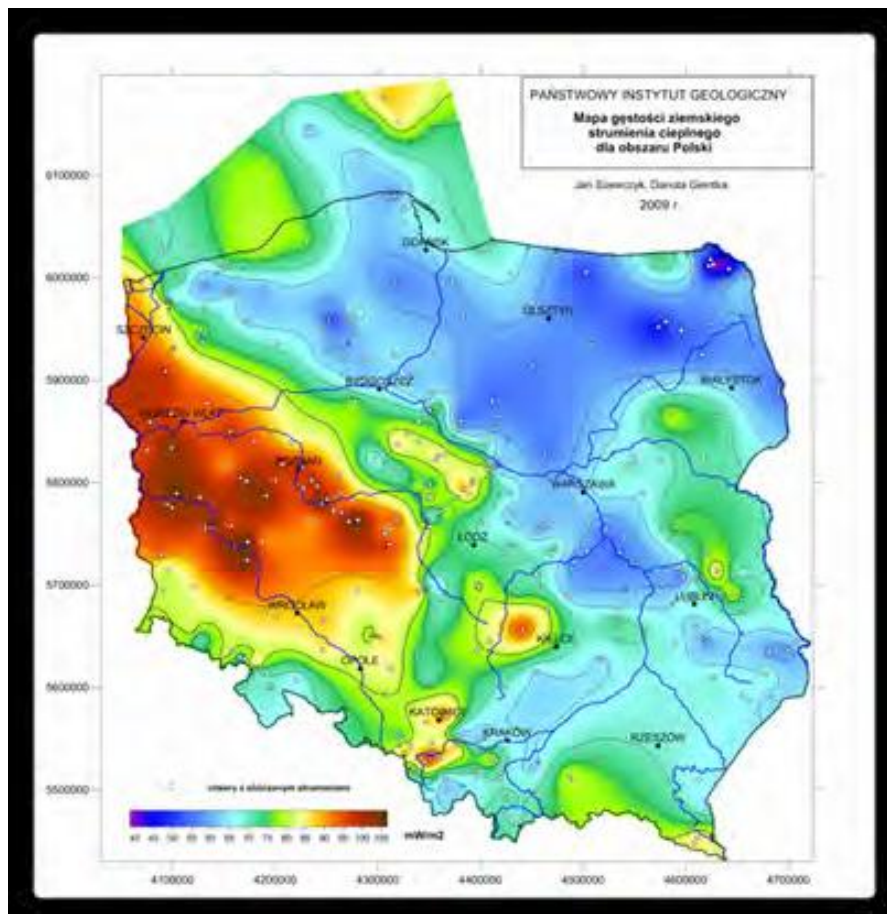 PAŃSTWOWY INSTYTUT GEOLOGICZNY
Mapa gęstości ziemskiego
strumienia cieplnego
dla obszaru Polski
Jan Szewczyk, Danuta Gientka
2009 r
6100000
6000000
5900000
5800000
5700000
5600000
5500000
GDAŃSK
OLSZTYN
SZCZECIN
BYDGOSZCZ
BIAŁYSTOK
POZNAŃ
WARSZAWA
ŁÓDŹ
LUBLIN
WROCŁAW
KIELCE
OPOLE
KATOWICE
KRAKÓW
RZESZÓW
mW/m2
4100000 4200000 4300000 4400000 4500000 4600000 4700000